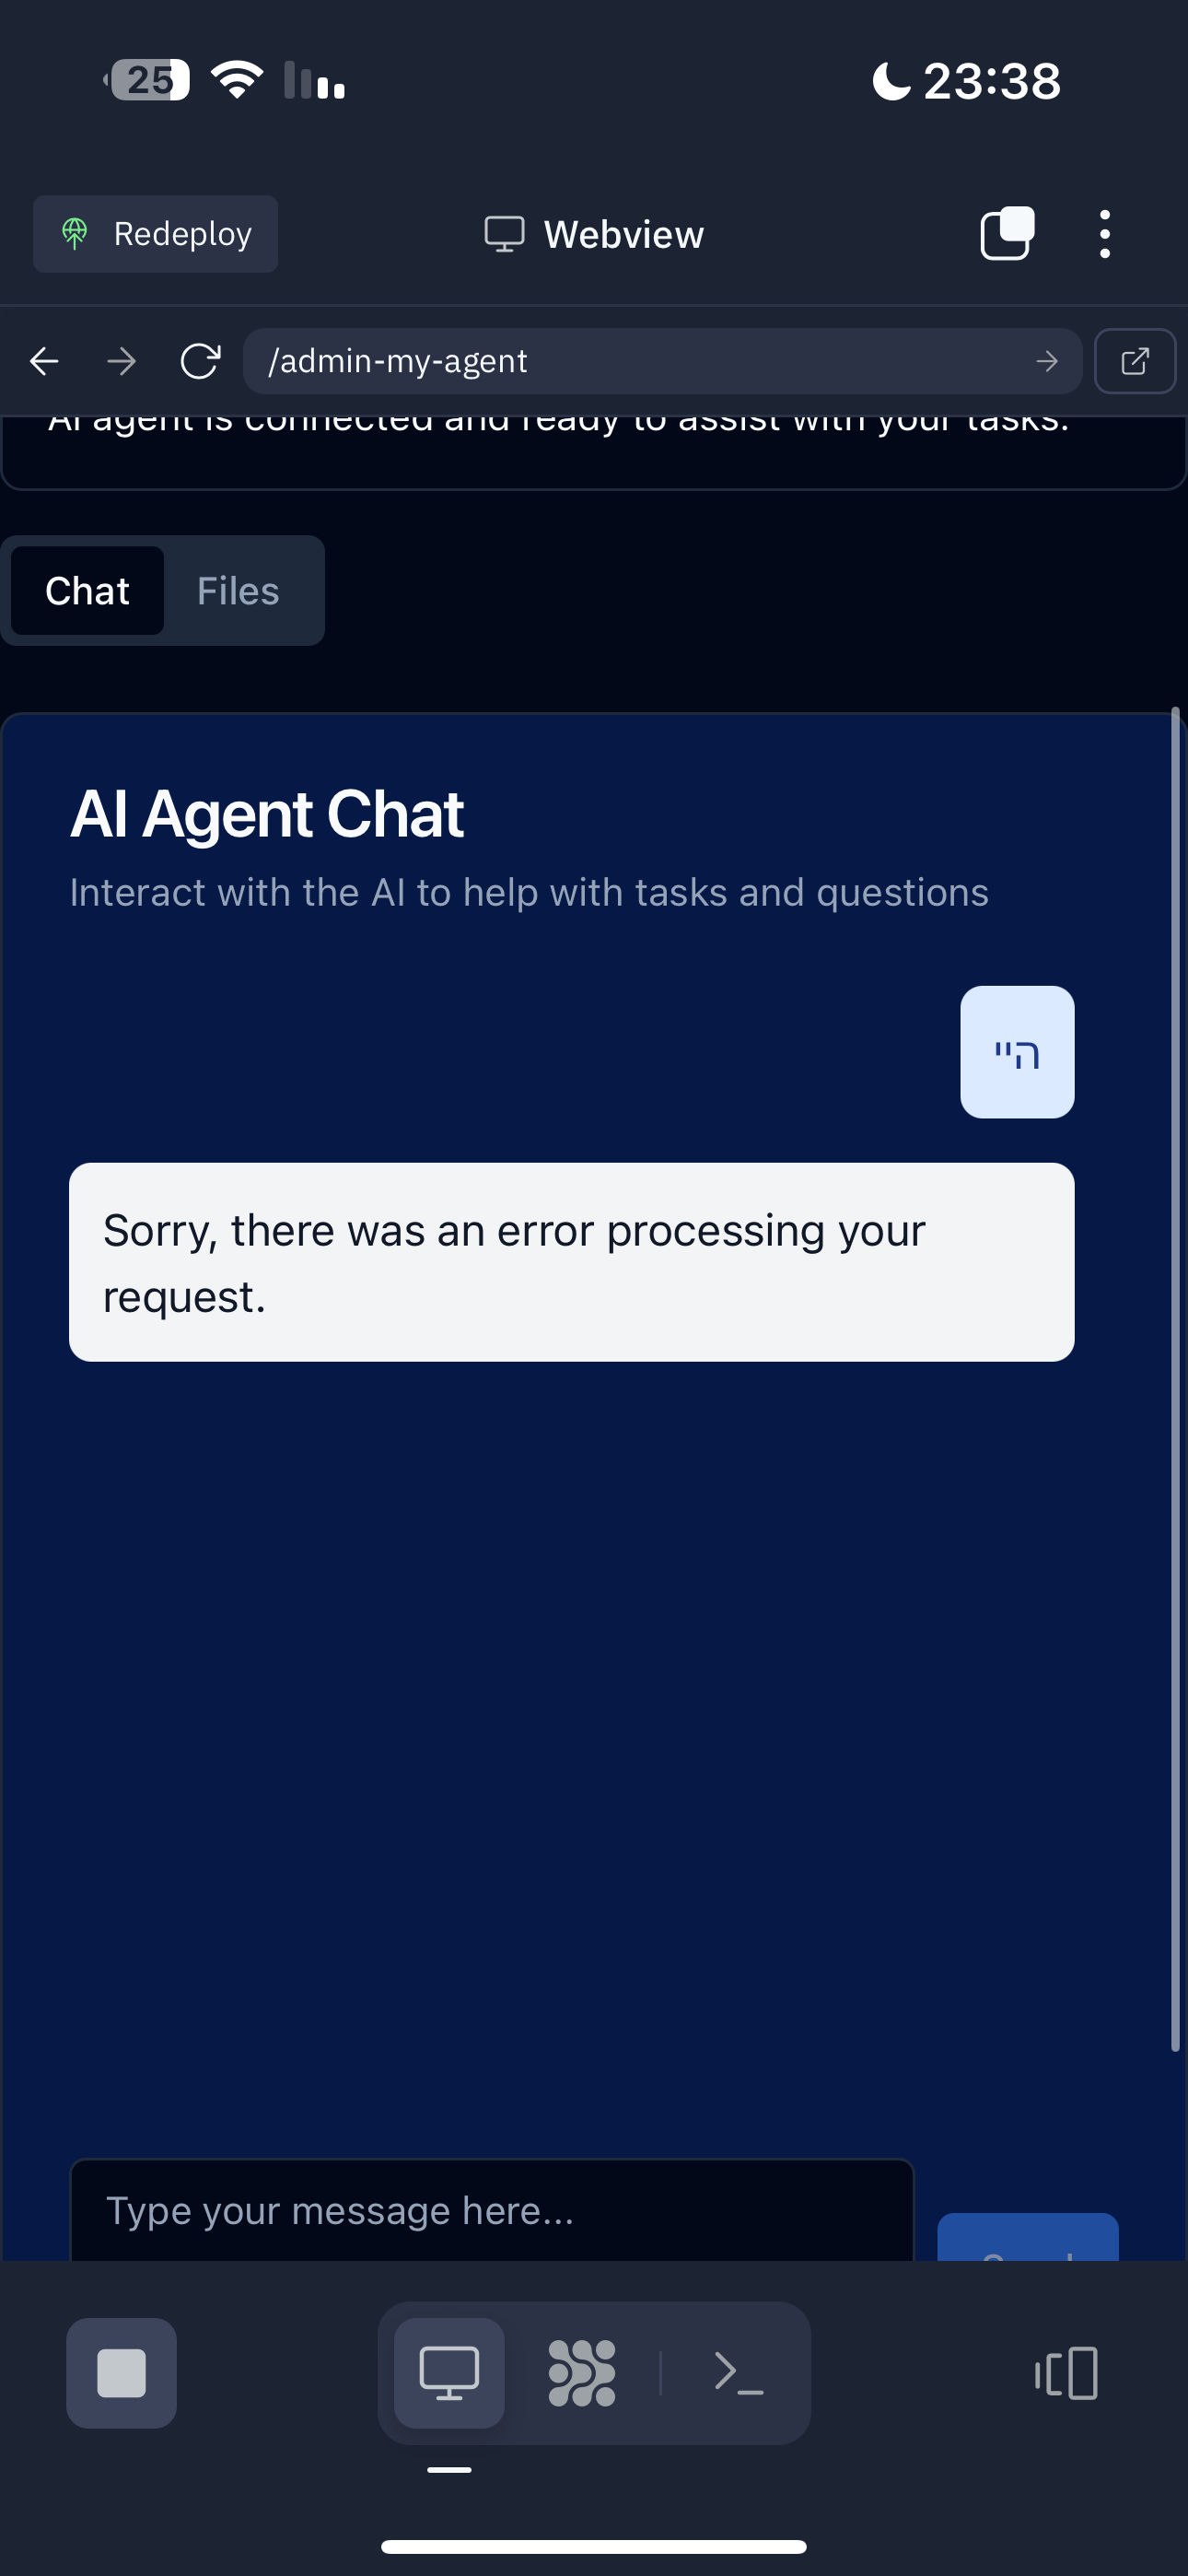 25
23:38
Redeploy
Webview
/admin-my-agent
AI agent is connected and ready to assist with your tasks.
Chat
Files
AI Agent Chat
Interact with the AI to help with tasks and questions
היי
Sorry, there was an error processing your
request.
Type your message here...